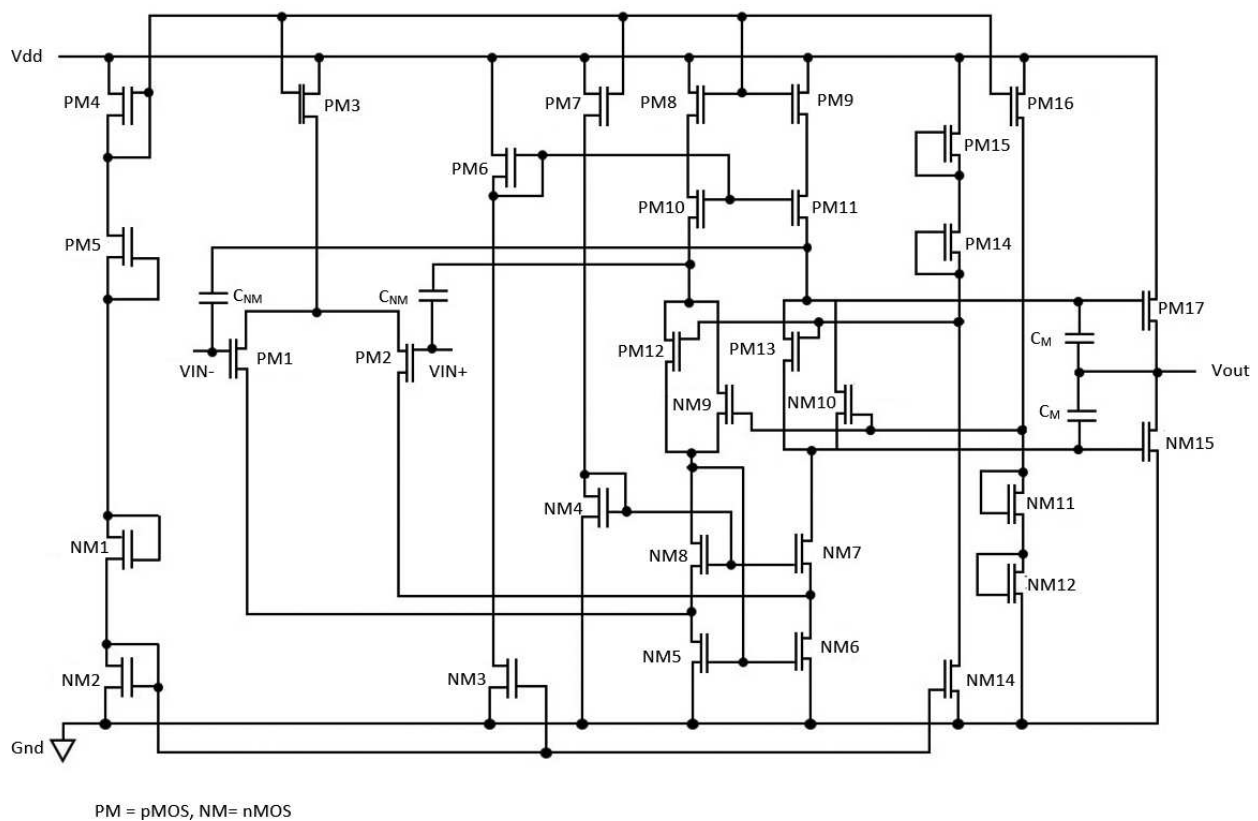 Vdd
PM4
PM3
PM7
PM8
PM9
PM16
PM6
PM15
PM10
PM11
PM5
PM14
CNM
CNM
PM17
PM1
PM2
PM12
PM13
CM
VIN-
VIN+
Vout
NM9
NM10
CM
NM15
NM4
NM11
NM1
NM8
NM7
NM12
NM2
NM3
NM5
NM6
NM14
Gnd
PM = pMOS, NM= nMOS